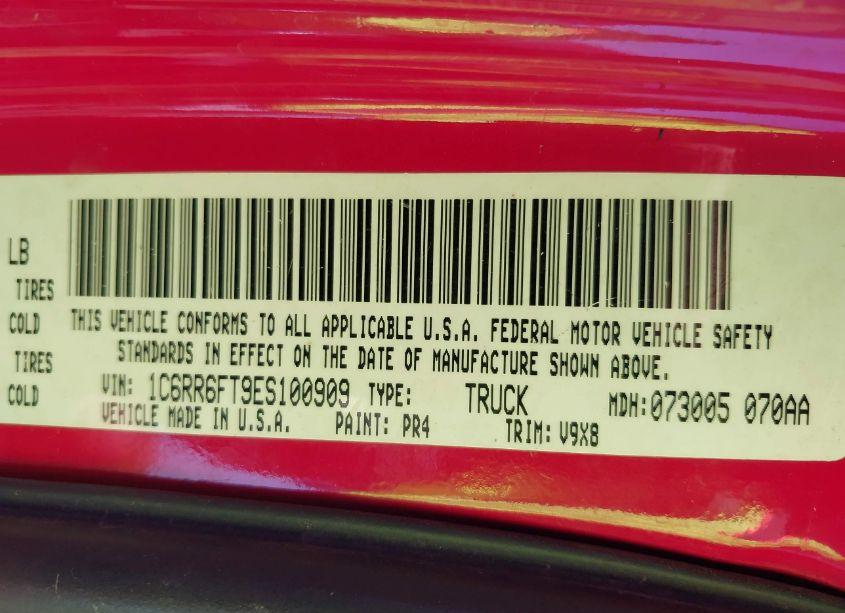 LB
TIRES
COLD
TIRES
COLD
THIS VEHICLE CONFORMS TO ALL APPLICABLE U.S.A. FEDERAL MOTOR VEHICLE SAFETY
STANDARDS IN EFFECT ON THE DATE OF MANUFACTURE SHOWN ABOVE.
VIN: 1C6RR6FT9ES100909 TYPE: TRUCK MDH:073005 070AA
VEHICLE MADE IN U.S.A. PAINT: PR4 TRIM: V9X8